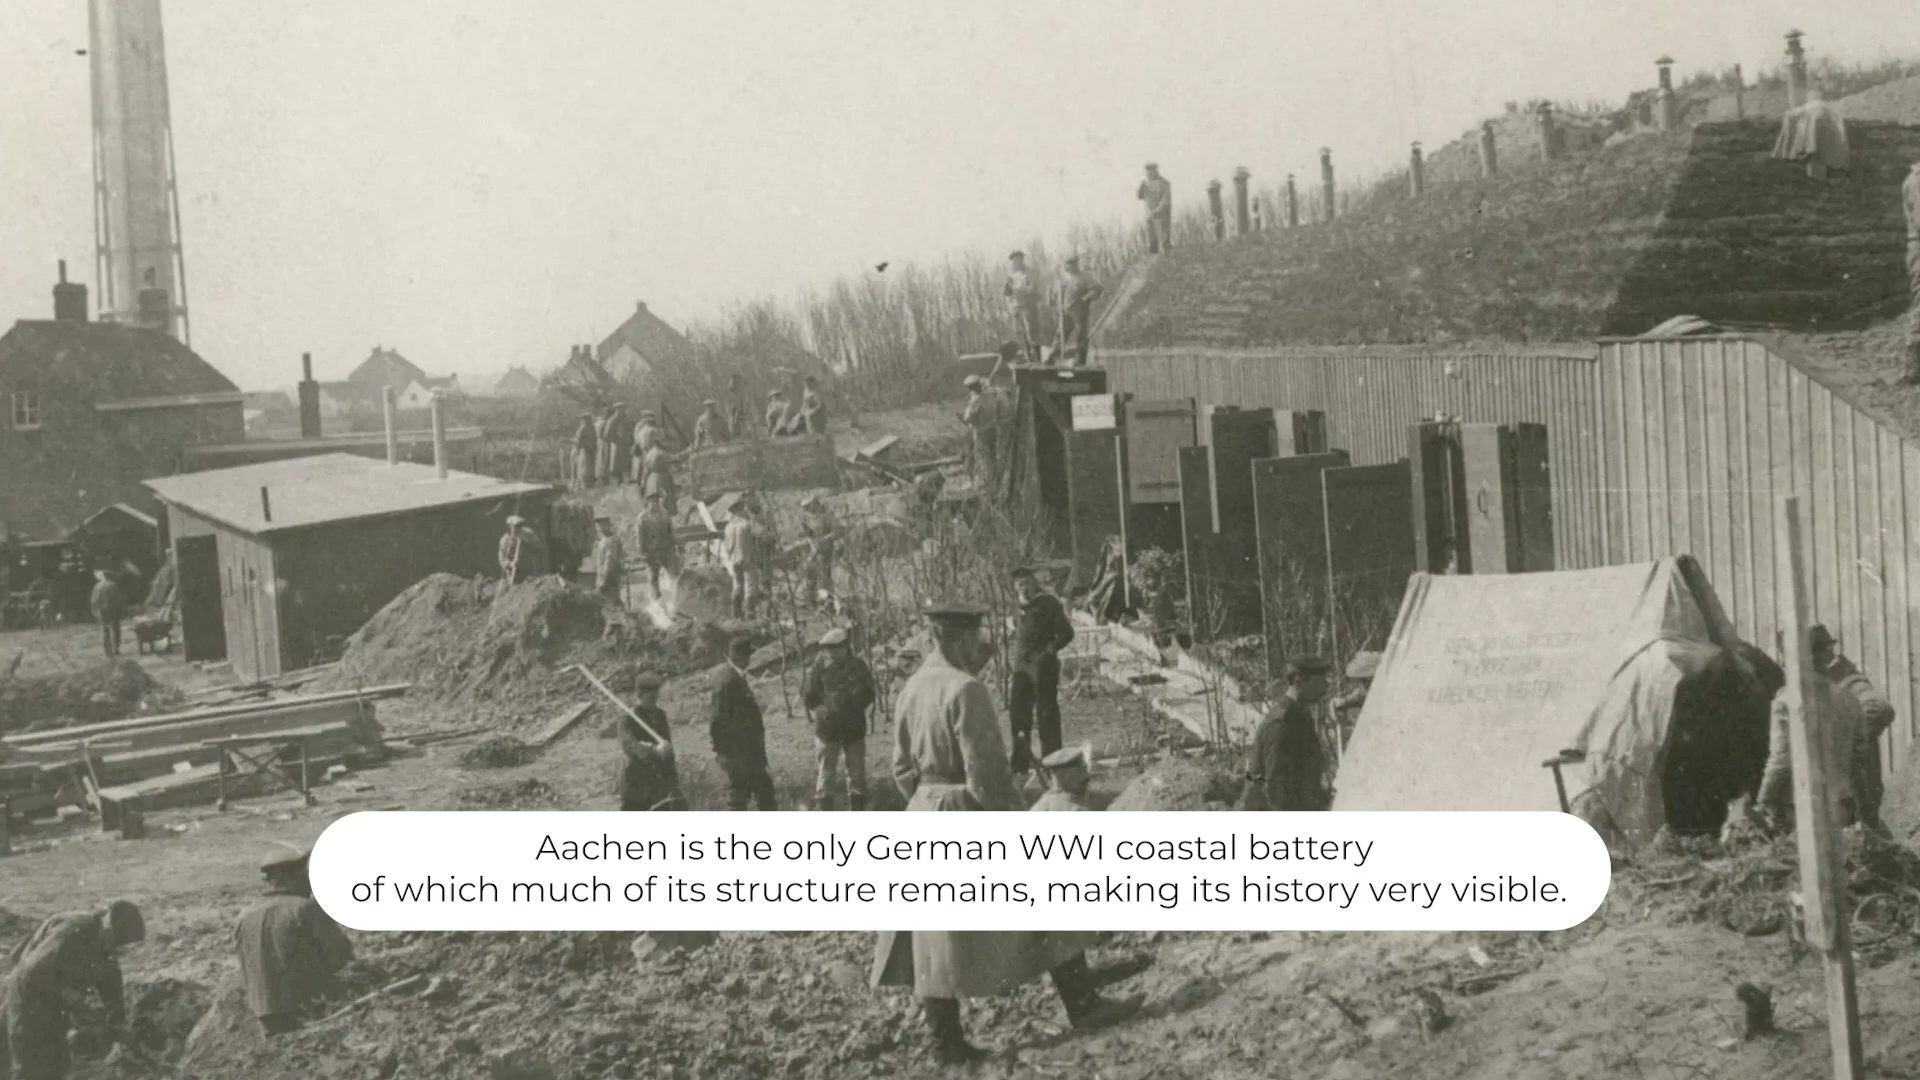 Aachen is the only German WWI coastal battery
of which much of its structure remains, making its history very visible.